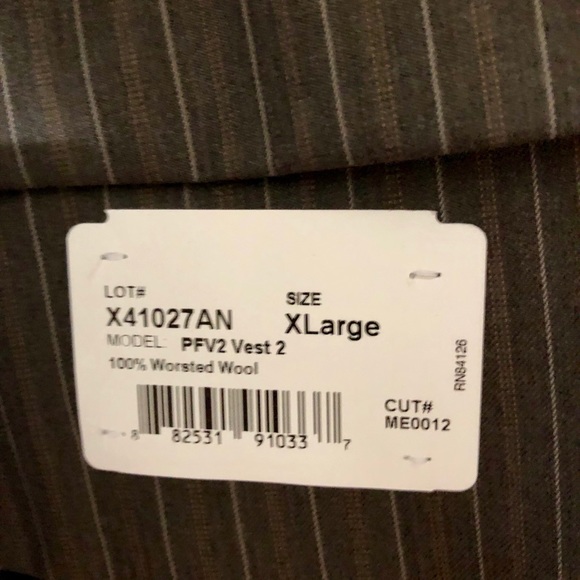 LOT#
X41027AN
SIZE
XLarge
MODEL: PFV2 Vest 2
100% Worsted Wool
8 82531 91033 7
CUT#
ME0012
RN84126